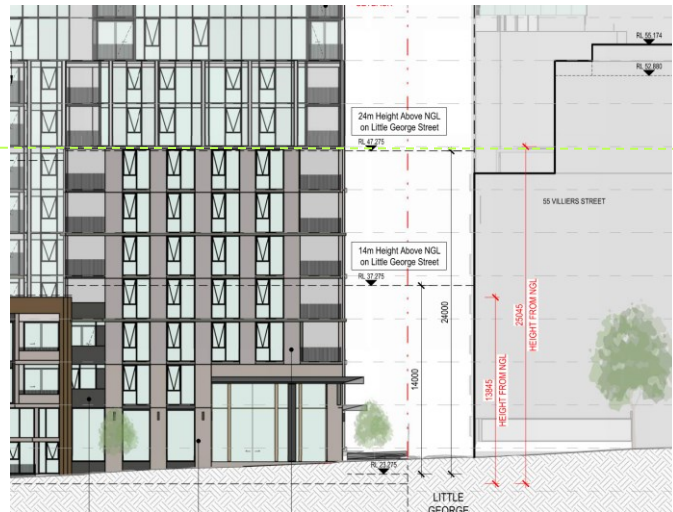 RL 55.174
RL 52.880
24m Height Above NGL
on Little George Street
RL 47.275
55 VILLIERS STREET
14m Height Above NGL
on Little George Street
RL 37.275
24000
14000
13845
HEIGHT FROM NGL
25045
HEIGHT FROM NGL
RL 23.275
LITTLE
GEORGE